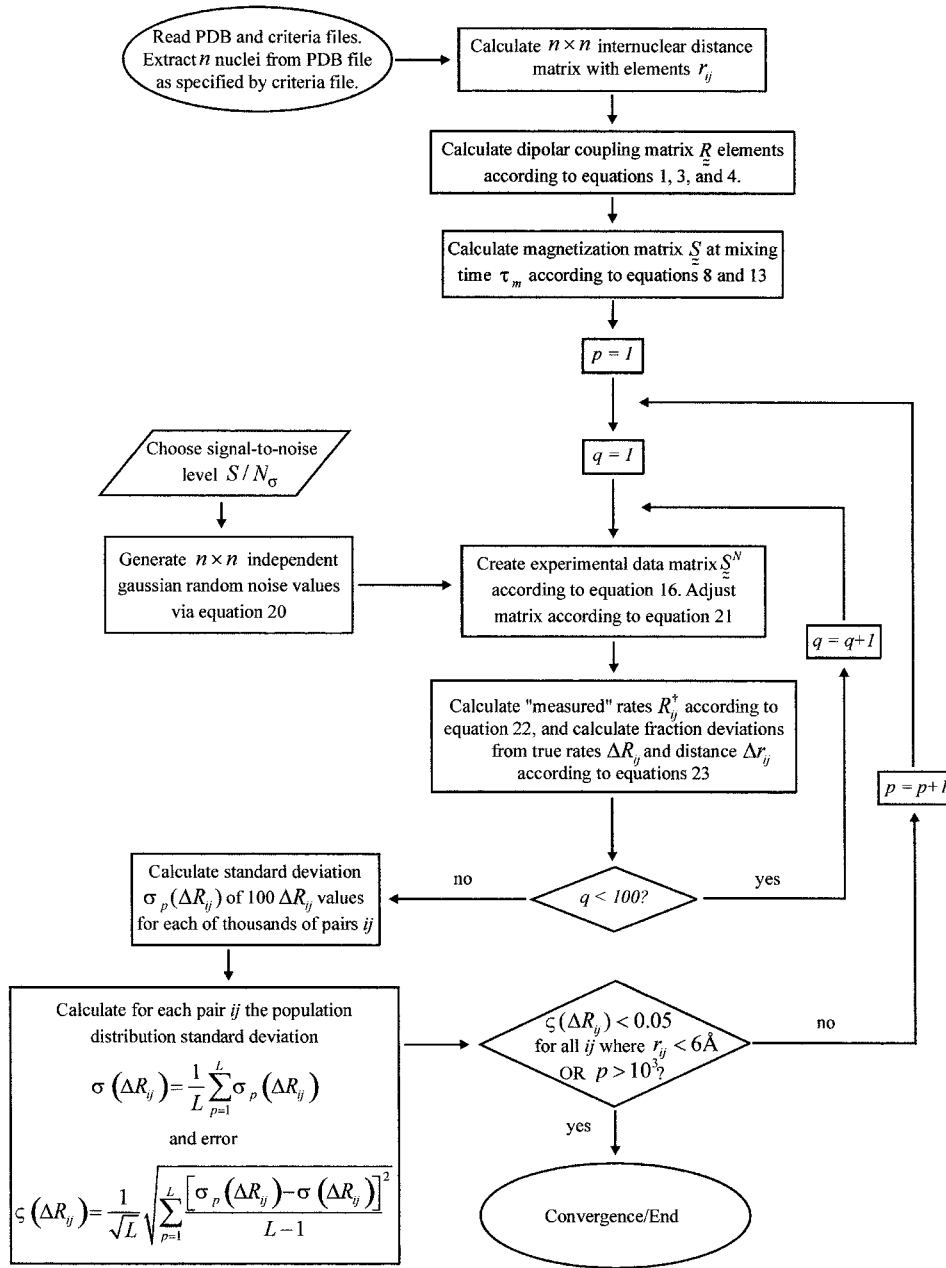 Read PDB and criteria files.
Extract n nuclei from PDB file
as specified by criteria file.
Calculate n × n internuclear distance
matrix with elements r_ij
Calculate dipolar coupling matrix R elements
according to equations 1, 3, and 4.
Calculate magnetization matrix S at mixing
time τ_m according to equations 8 and 13
p = 1
Choose signal-to-noise
level S / N_σ
q = 1
Generate n × n independent
gaussian random noise values
via equation 20
Create experimental data matrix S^N
according to equation 16. Adjust
matrix according to equation 21
q = q+1
Calculate "measured" rates R_ij^† according to
equation 22, and calculate fraction deviations
from true rates ΔR_ij and distance Δr_ij
according to equations 23
p = p+1
Calculate standard deviation
σ_p(ΔR_ij) of 100 ΔR_ij values
for each of thousands of pairs ij
no
q < 100?
yes
Calculate for each pair ij the population
distribution standard deviation
σ(ΔR_ij) = 1/L Σ_{p=1}^{L} σ_p(ΔR_ij)
and error
ς(ΔR_ij) = 1/√L √(Σ_{p=1}^{L} [σ_p(ΔR_ij) − σ(ΔR_ij)]² / (L−1))
ς(ΔR_ij) < 0.05
for all ij where r_ij < 6Å
OR p > 10³?
no
yes
Convergence/End